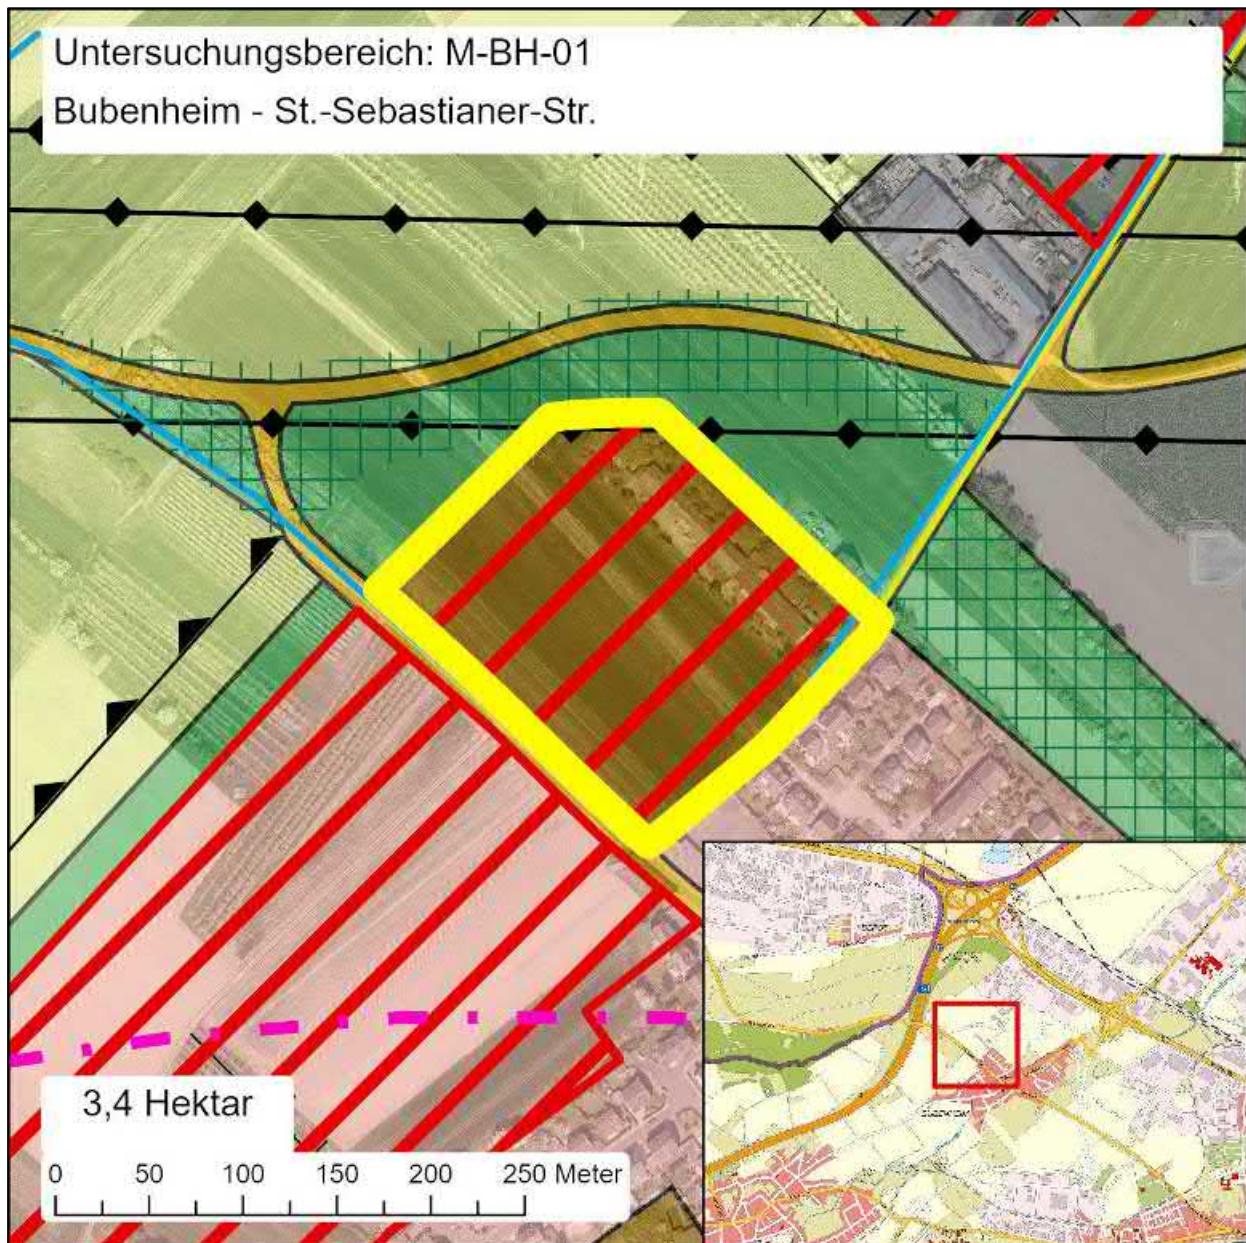 Untersuchungsbereich: M-BH-01
Bubenheim - St.-Sebastianer-Str.
3,4 Hektar
0 50 100 150 200 250 Meter